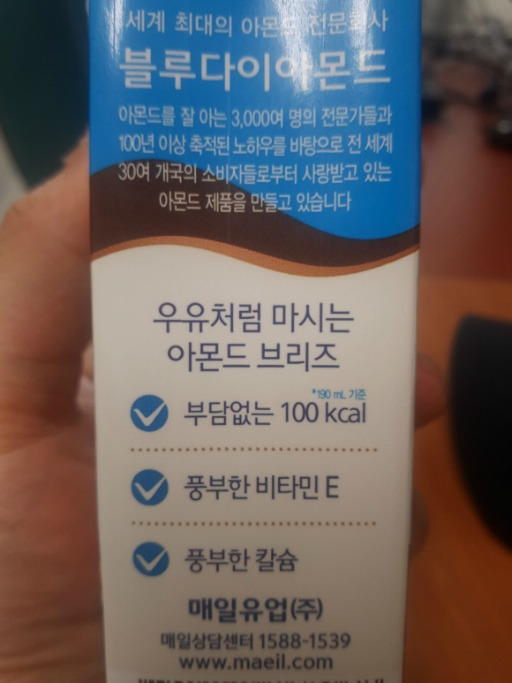 세계 최대의 아몬드 전문회사
블루다이아몬드
아몬드를 잘 아는 3,000여 명의 전문가들과
100년 이상 축적된 노하우를 바탕으로 전 세계
30여 개국의 소비자들로부터 사랑받고 있는
아몬드 제품을 만들고 있습니다
우유처럼 마시는
아몬드 브리즈
*190 mL 기준
부담없는 100 kcal
풍부한 비타민 E
풍부한 칼슘
매일유업(주)
매일상담센터 1588-1539
www.maeil.com